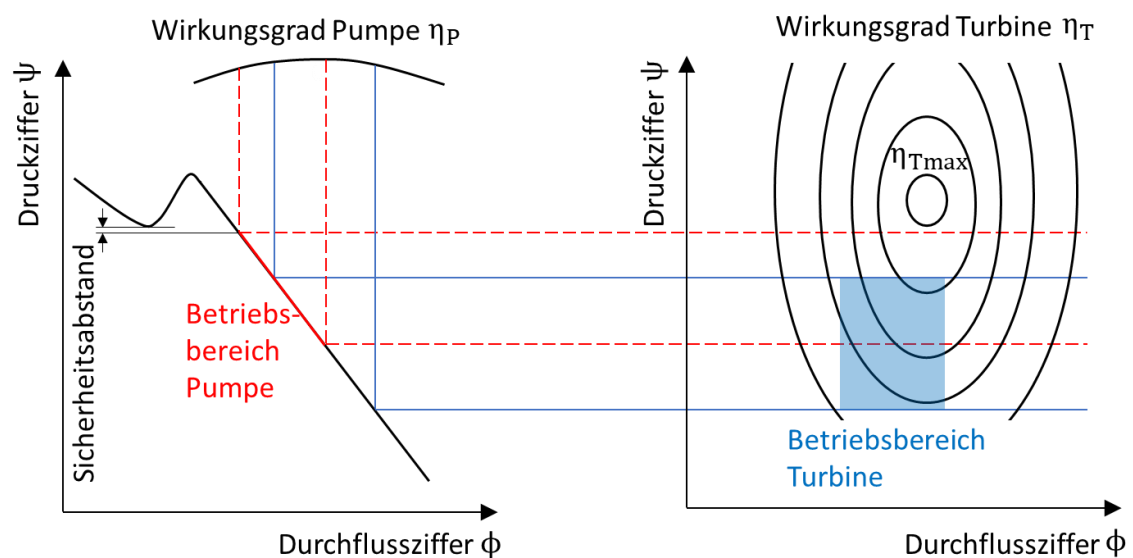 Wirkungsgrad Pumpe ηP
Druckziffer ψ
Sicherheitsabstand
Betriebs-
bereich
Pumpe
Durchflussziffer ϕ
Wirkungsgrad Turbine ηT
Druckziffer ψ
ηTmax
Betriebsbereich
Turbine
Durchflussziffer ϕ